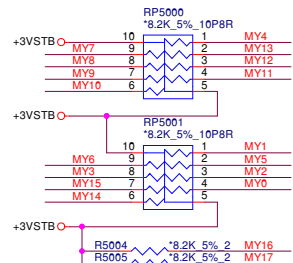 RP5000
*8.2K_5%_10P8R
+3VSTB 10 1 MY4
MY7 9 2 MY13
MY8 8 3 MY12
MY9 7 4 MY11
MY10 6 5
+3VSTB
RP5001
*8.2K_5%_10P8R
10 1 MY1
MY6 9 2 MY5
MY3 8 3 MY2
MY15 7 4 MY0
MY14 6 5
+3VSTB
R5004 *8.2K_5%_2 MY16
R5005 *8.2K_5%_2 MY17